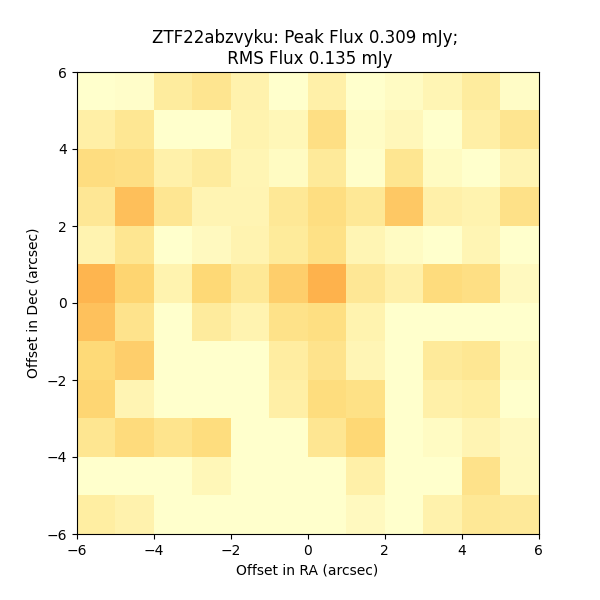 ZTF22abzvyku: Peak Flux 0.309 mJy;
RMS Flux 0.135 mJy
6
4
2
0
−2
−4
−6
Offset in Dec (arcsec)
−6 −4 −2 0 2 4 6
Offset in RA (arcsec)